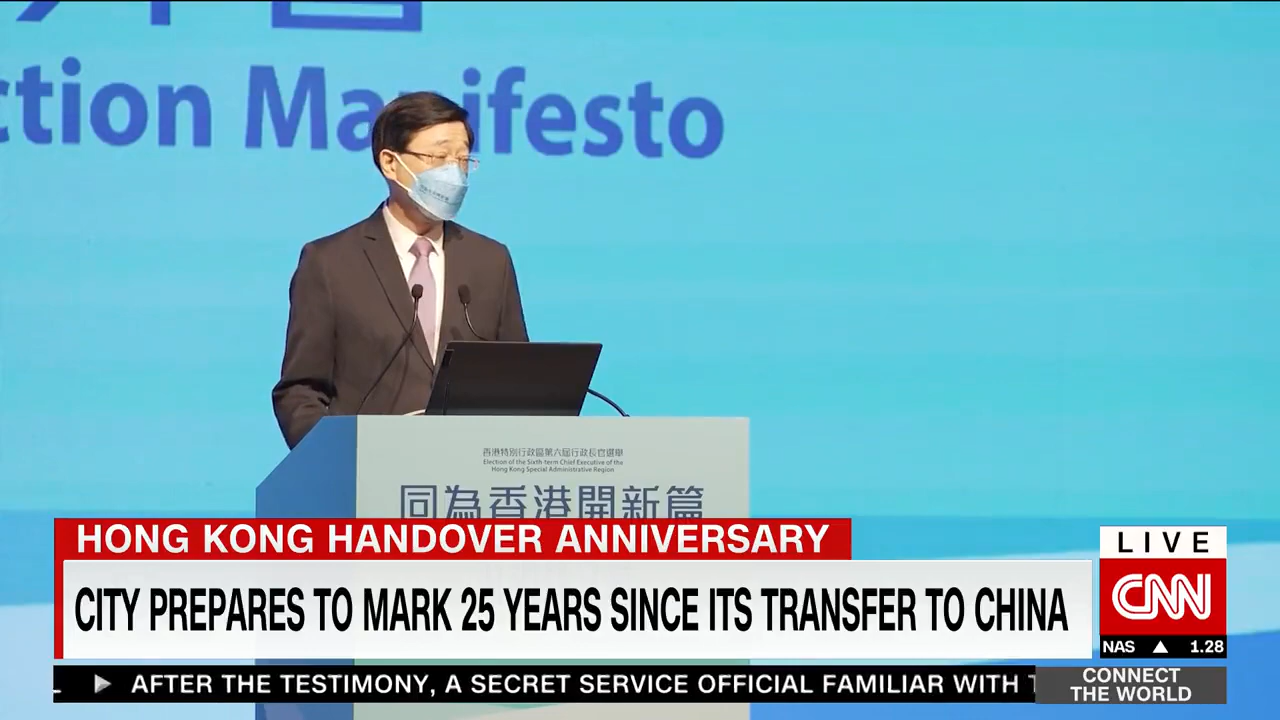 ction Manifesto
香港特別行政區第六屆行政長官選舉
Election of the Sixth-term Chief Executive of the
Hong Kong Special Administrative Region
同為香港開新篇
HONG KONG HANDOVER ANNIVERSARY
CITY PREPARES TO MARK 25 YEARS SINCE ITS TRANSFER TO CHINA
LIVE
CNN
NAS ▲ 1.28
AFTER THE TESTIMONY, A SECRET SERVICE OFFICIAL FAMILIAR WITH
CONNECT
THE WORLD